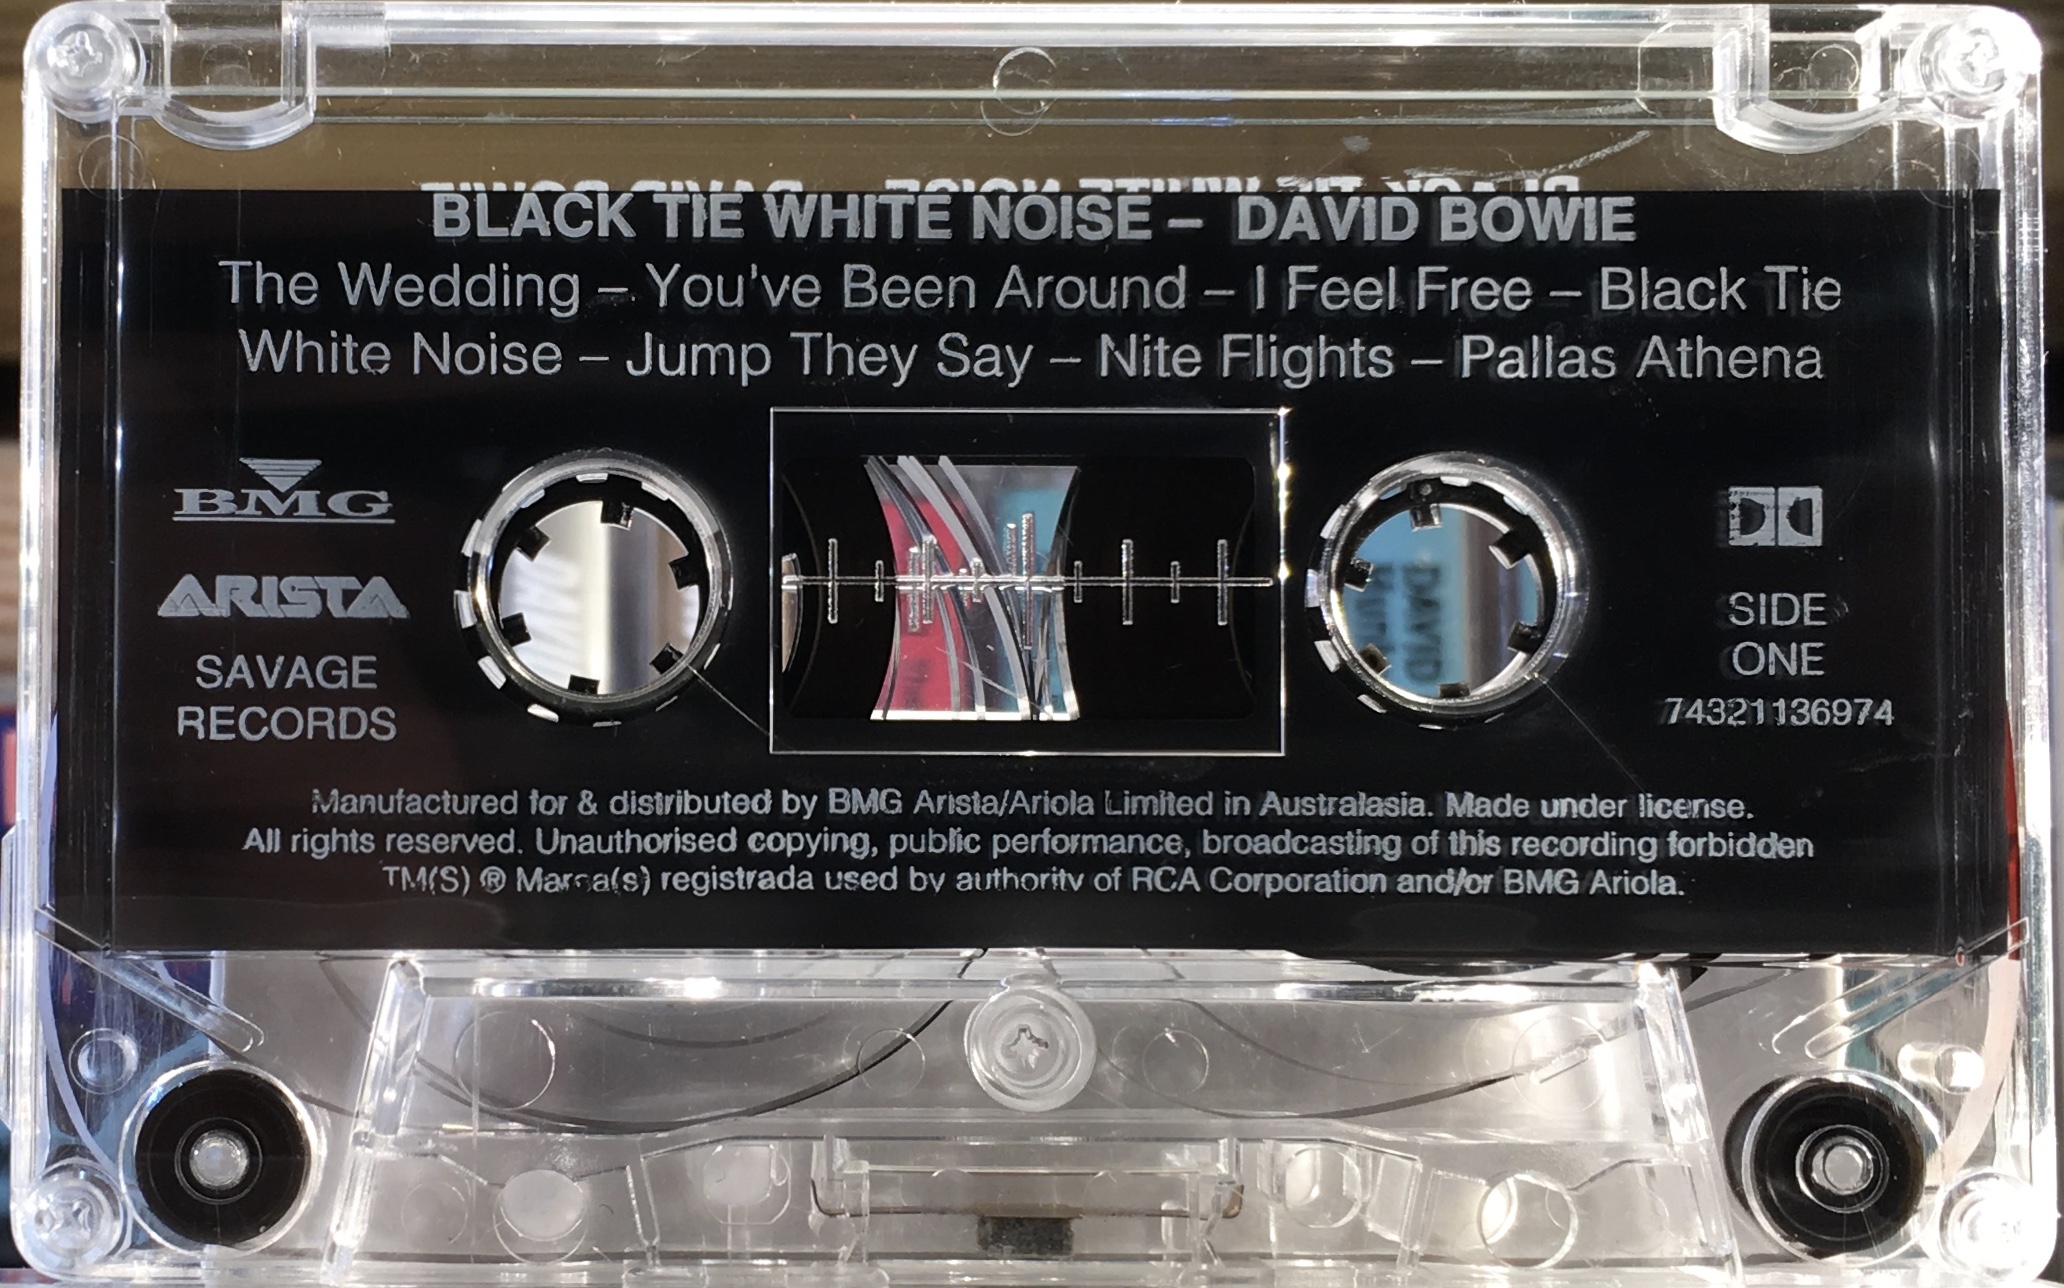 BLACK TIE WHITE NOISE – DAVID BOWIE
The Wedding – You've Been Around – I Feel Free – Black Tie
White Noise – Jump They Say – Nite Flights – Pallas Athena
BMG
ARISTA
SAVAGE
RECORDS
DAVID
SIDE
ONE
74321136974
Manufactured for & distributed by BMG Arista/Ariola Limited in Australasia. Made under license.
All rights reserved. Unauthorised copying, public performance, broadcasting of this recording forbidden
TM(S) ® Marca(s) registrada used by authority of RCA Corporation and/or BMG Ariola.